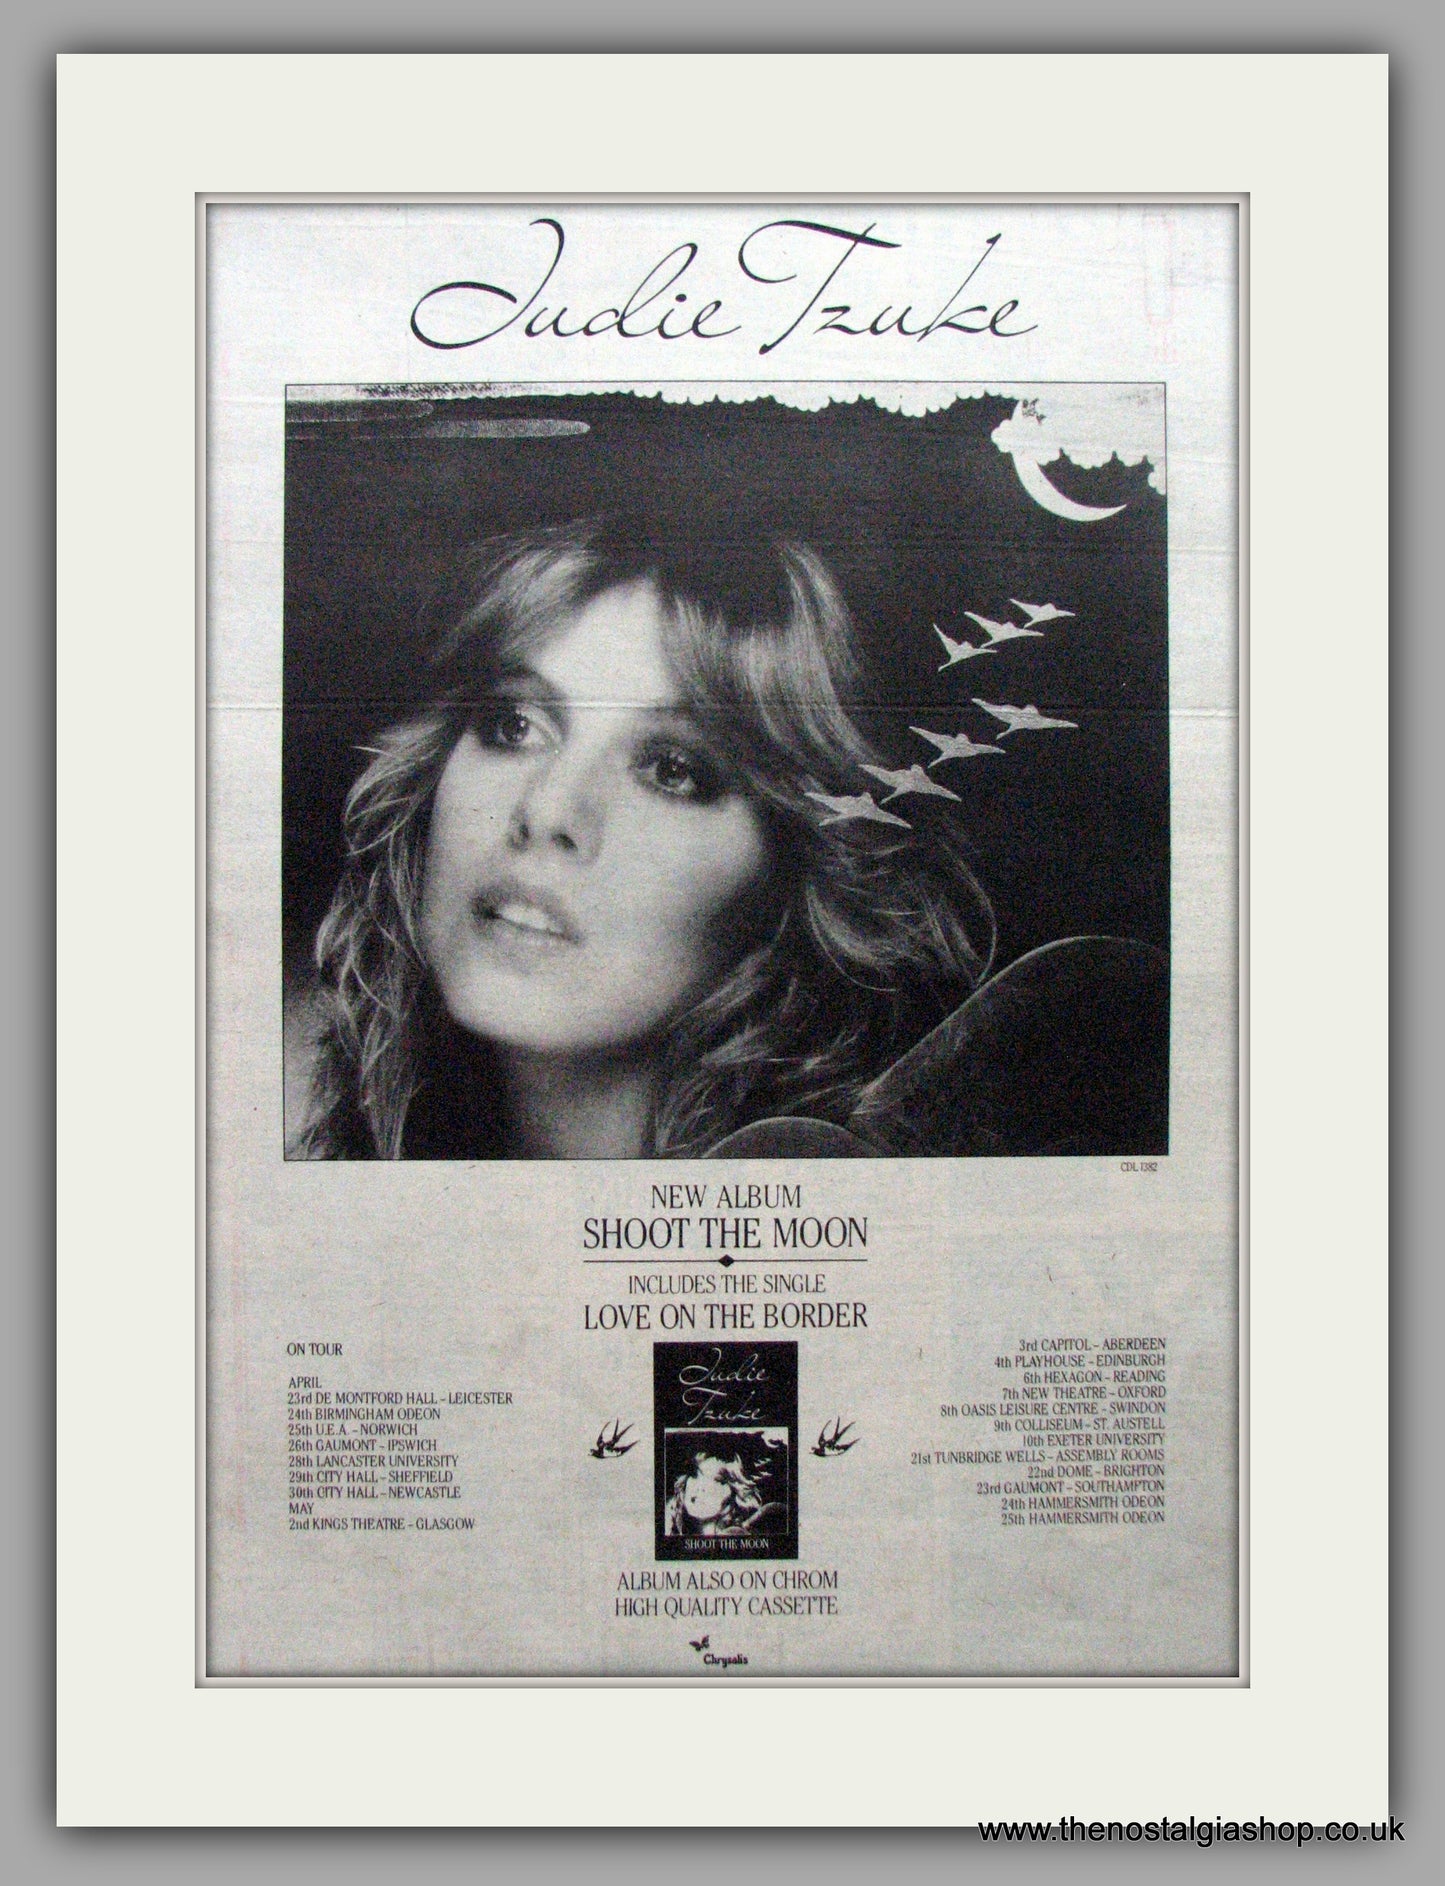 Judie Tzuke
CDL 1382
NEW ALBUM
SHOOT THE MOON
INCLUDES THE SINGLE
LOVE ON THE BORDER
ON TOUR
APRIL
23rd DE MONTFORD HALL – LEICESTER
24th BIRMINGHAM ODEON
25th U.E.A. – NORWICH
26th GAUMONT – IPSWICH
28th LANCASTER UNIVERSITY
29th CITY HALL – SHEFFIELD
30th CITY HALL – NEWCASTLE
MAY
2nd KINGS THEATRE – GLASGOW
Judie
Tzuke
SHOOT THE MOON
3rd CAPITOL – ABERDEEN
4th PLAYHOUSE – EDINBURGH
6th HEXAGON – READING
7th NEW THEATRE – OXFORD
8th OASIS LEISURE CENTRE – SWINDON
9th COLLISEUM – ST. AUSTELL
10th EXETER UNIVERSITY
21st TUNBRIDGE WELLS – ASSEMBLY ROOMS
22nd DOME – BRIGHTON
23rd GAUMONT – SOUTHAMPTON
24th HAMMERSMITH ODEON
25th HAMMERSMITH ODEON
ALBUM ALSO ON CHROM
HIGH QUALITY CASSETTE
Chrysalis
www.thenostalgiashop.co.uk